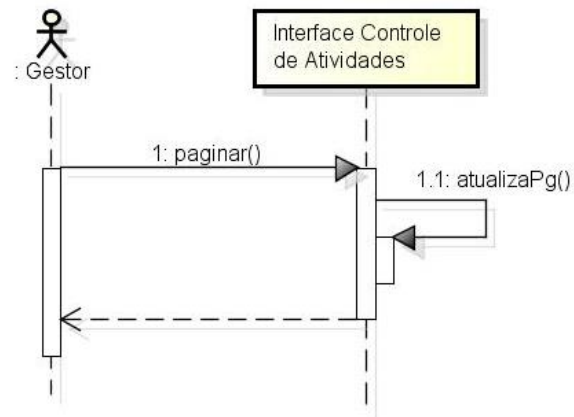 Interface Controle
de Atividades
: Gestor
1: paginar()
1.1: atualizaPg()